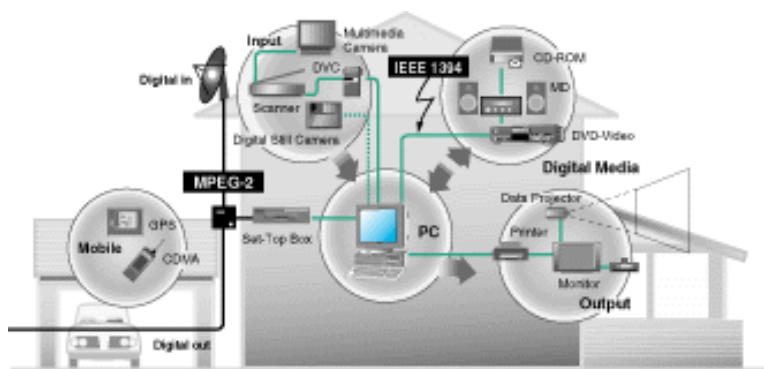 Input
Multimedia
Camera
DVC
Scanner
Digital Still Camera
Digital in
IEEE 1394
CD-ROM
MD
DVD-Video
Digital Media
MPEG-2
Set-Top Box
PC
Mobile
GPS
CDMA
Digital out
Data Projector
Printer
Monitor
Output